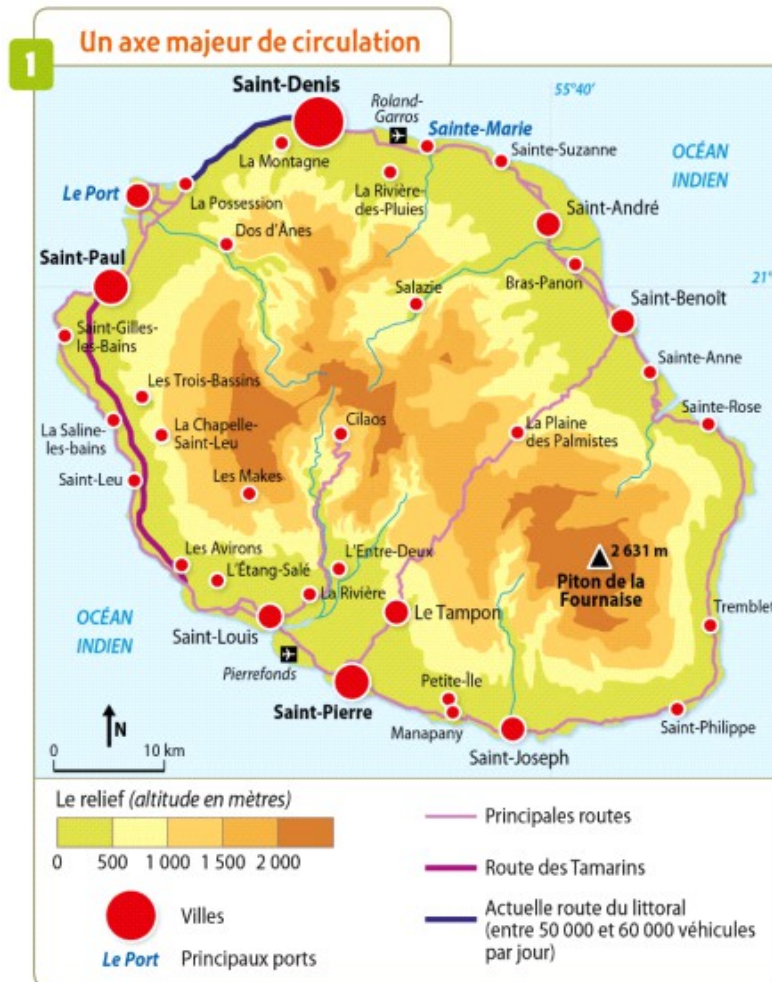 1
Un axe majeur de circulation
Saint-Denis
Roland-
Garros
55°40'
Sainte-Marie
La Montagne
Sainte-Suzanne
OCÉAN
INDIEN
Le Port
La Possession
La Rivière-
des-Pluies
Saint-André
Dos d'Ânes
Saint-Paul
Salazie
Bras-Panon
21°
Saint-Benoît
Saint-Gilles-
les-Bains
Sainte-Anne
Les Trois-Bassins
Sainte-Rose
La Saline-
les-bains
La Chapelle-
Saint-Leu
Cilaos
La Plaine
des Palmistes
Saint-Leu
Les Makes
2 631 m
Piton de la
Fournaise
Les Avirons
L'Entre-Deux
L'Étang-Salé
La Rivière
OCÉAN
INDIEN
Saint-Louis
Le Tampon
Tremblet
Pierrefonds
Saint-Pierre
Petite-Île
Manapany
Saint-Joseph
Saint-Philippe
N
0 10 km
Le relief (altitude en mètres)
0 500 1 000 1 500 2 000
Villes
Le Port Principaux ports
Principales routes
Route des Tamarins
Actuelle route du littoral
(entre 50 000 et 60 000 véhicules
par jour)